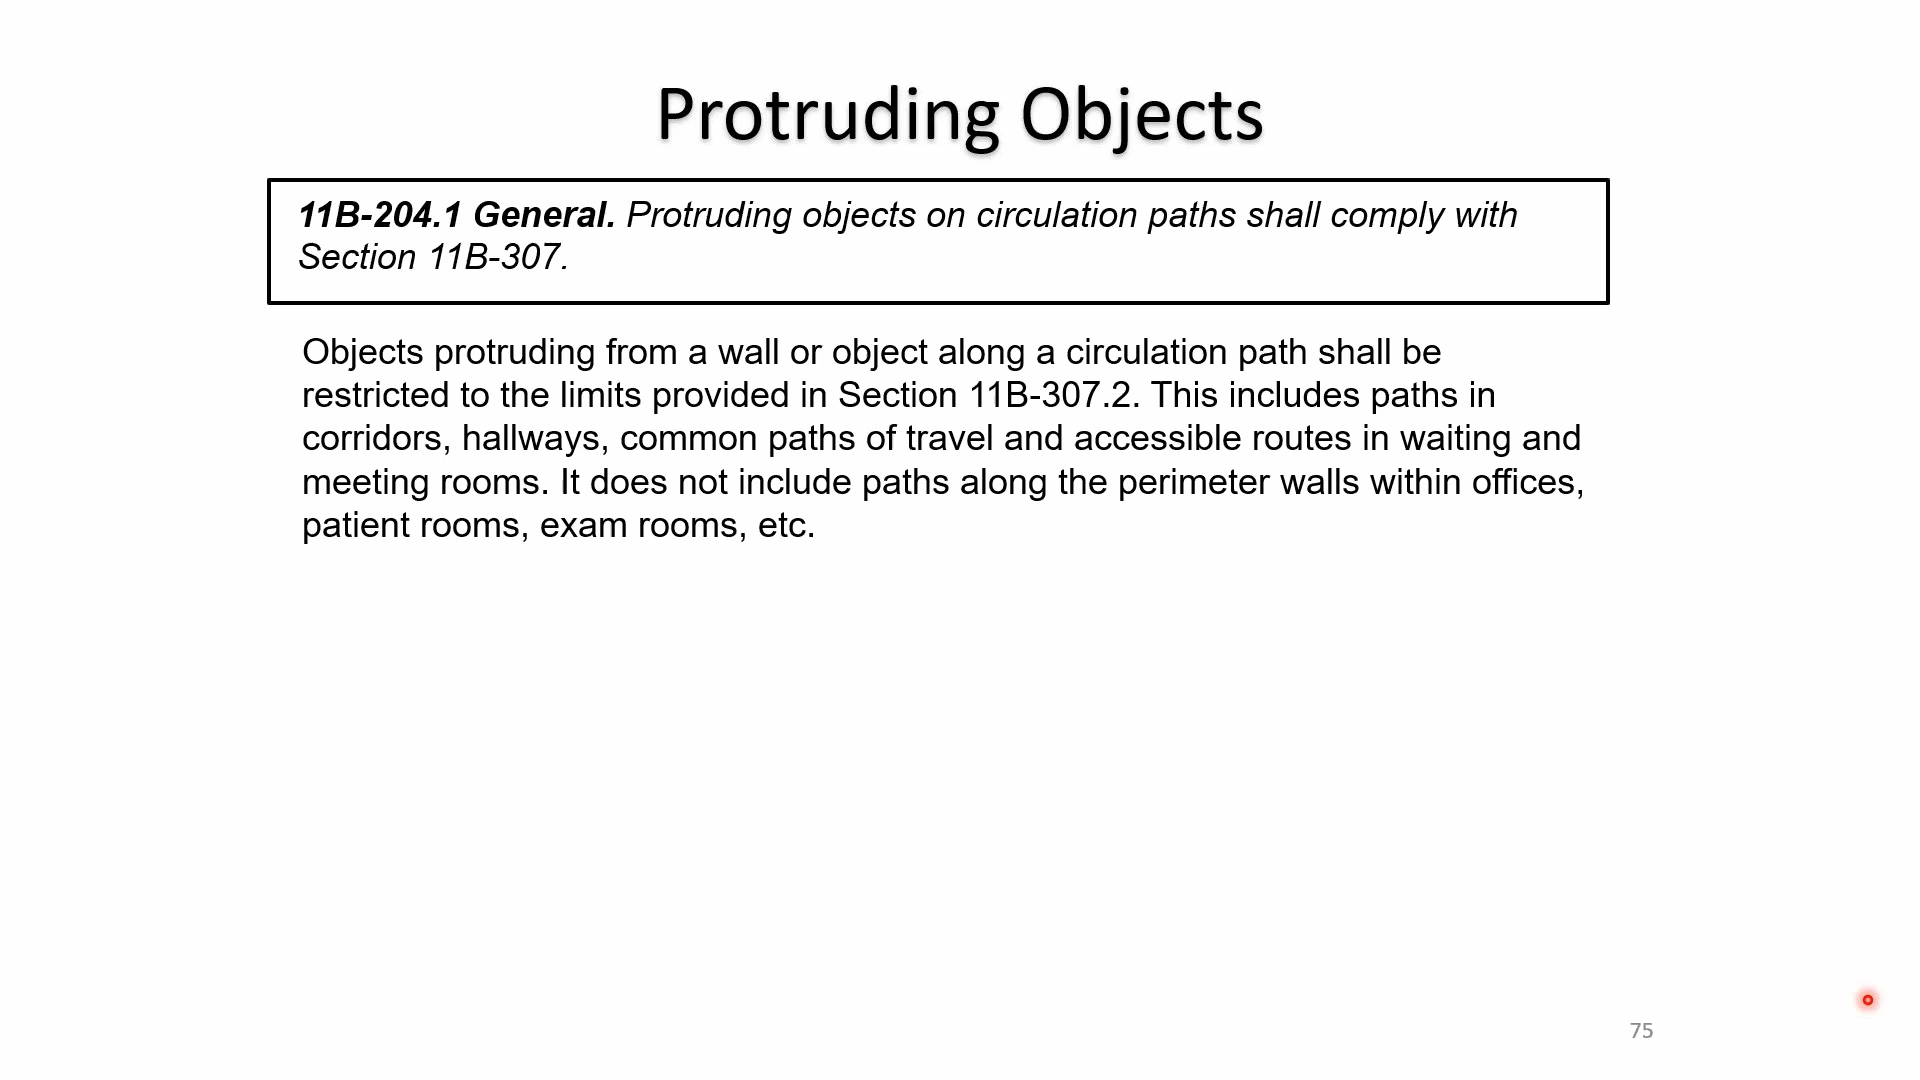 Protruding Objects
11B-204.1 General. Protruding objects on circulation paths shall comply with
Section 11B-307.
Objects protruding from a wall or object along a circulation path shall be
restricted to the limits provided in Section 11B-307.2. This includes paths in
corridors, hallways, common paths of travel and accessible routes in waiting and
meeting rooms. It does not include paths along the perimeter walls within offices,
patient rooms, exam rooms, etc.
75